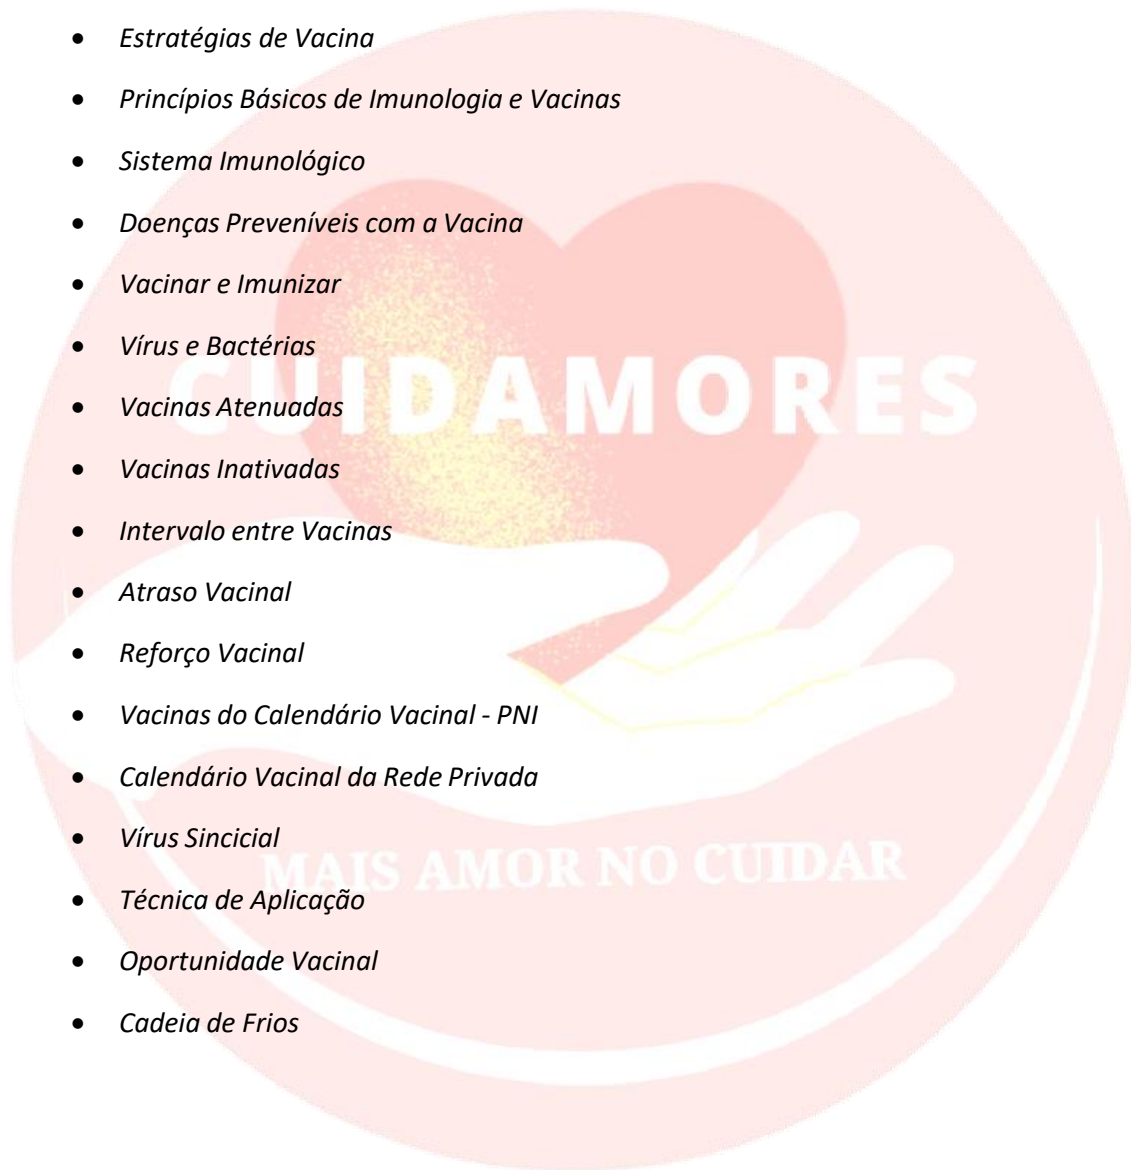 • Estratégias de Vacina
• Princípios Básicos de Imunologia e Vacinas
• Sistema Imunológico
• Doenças Preveníveis com a Vacina
• Vacinar e Imunizar
• Vírus e Bactérias
CUIDAMORES
• Vacinas Atenuadas
• Vacinas Inativadas
• Intervalo entre Vacinas
• Atraso Vacinal
• Reforço Vacinal
• Vacinas do Calendário Vacinal - PNI
• Calendário Vacinal da Rede Privada
• Vírus Sincicial
MAIS AMOR NO CUIDAR
• Técnica de Aplicação
• Oportunidade Vacinal
• Cadeia de Frios